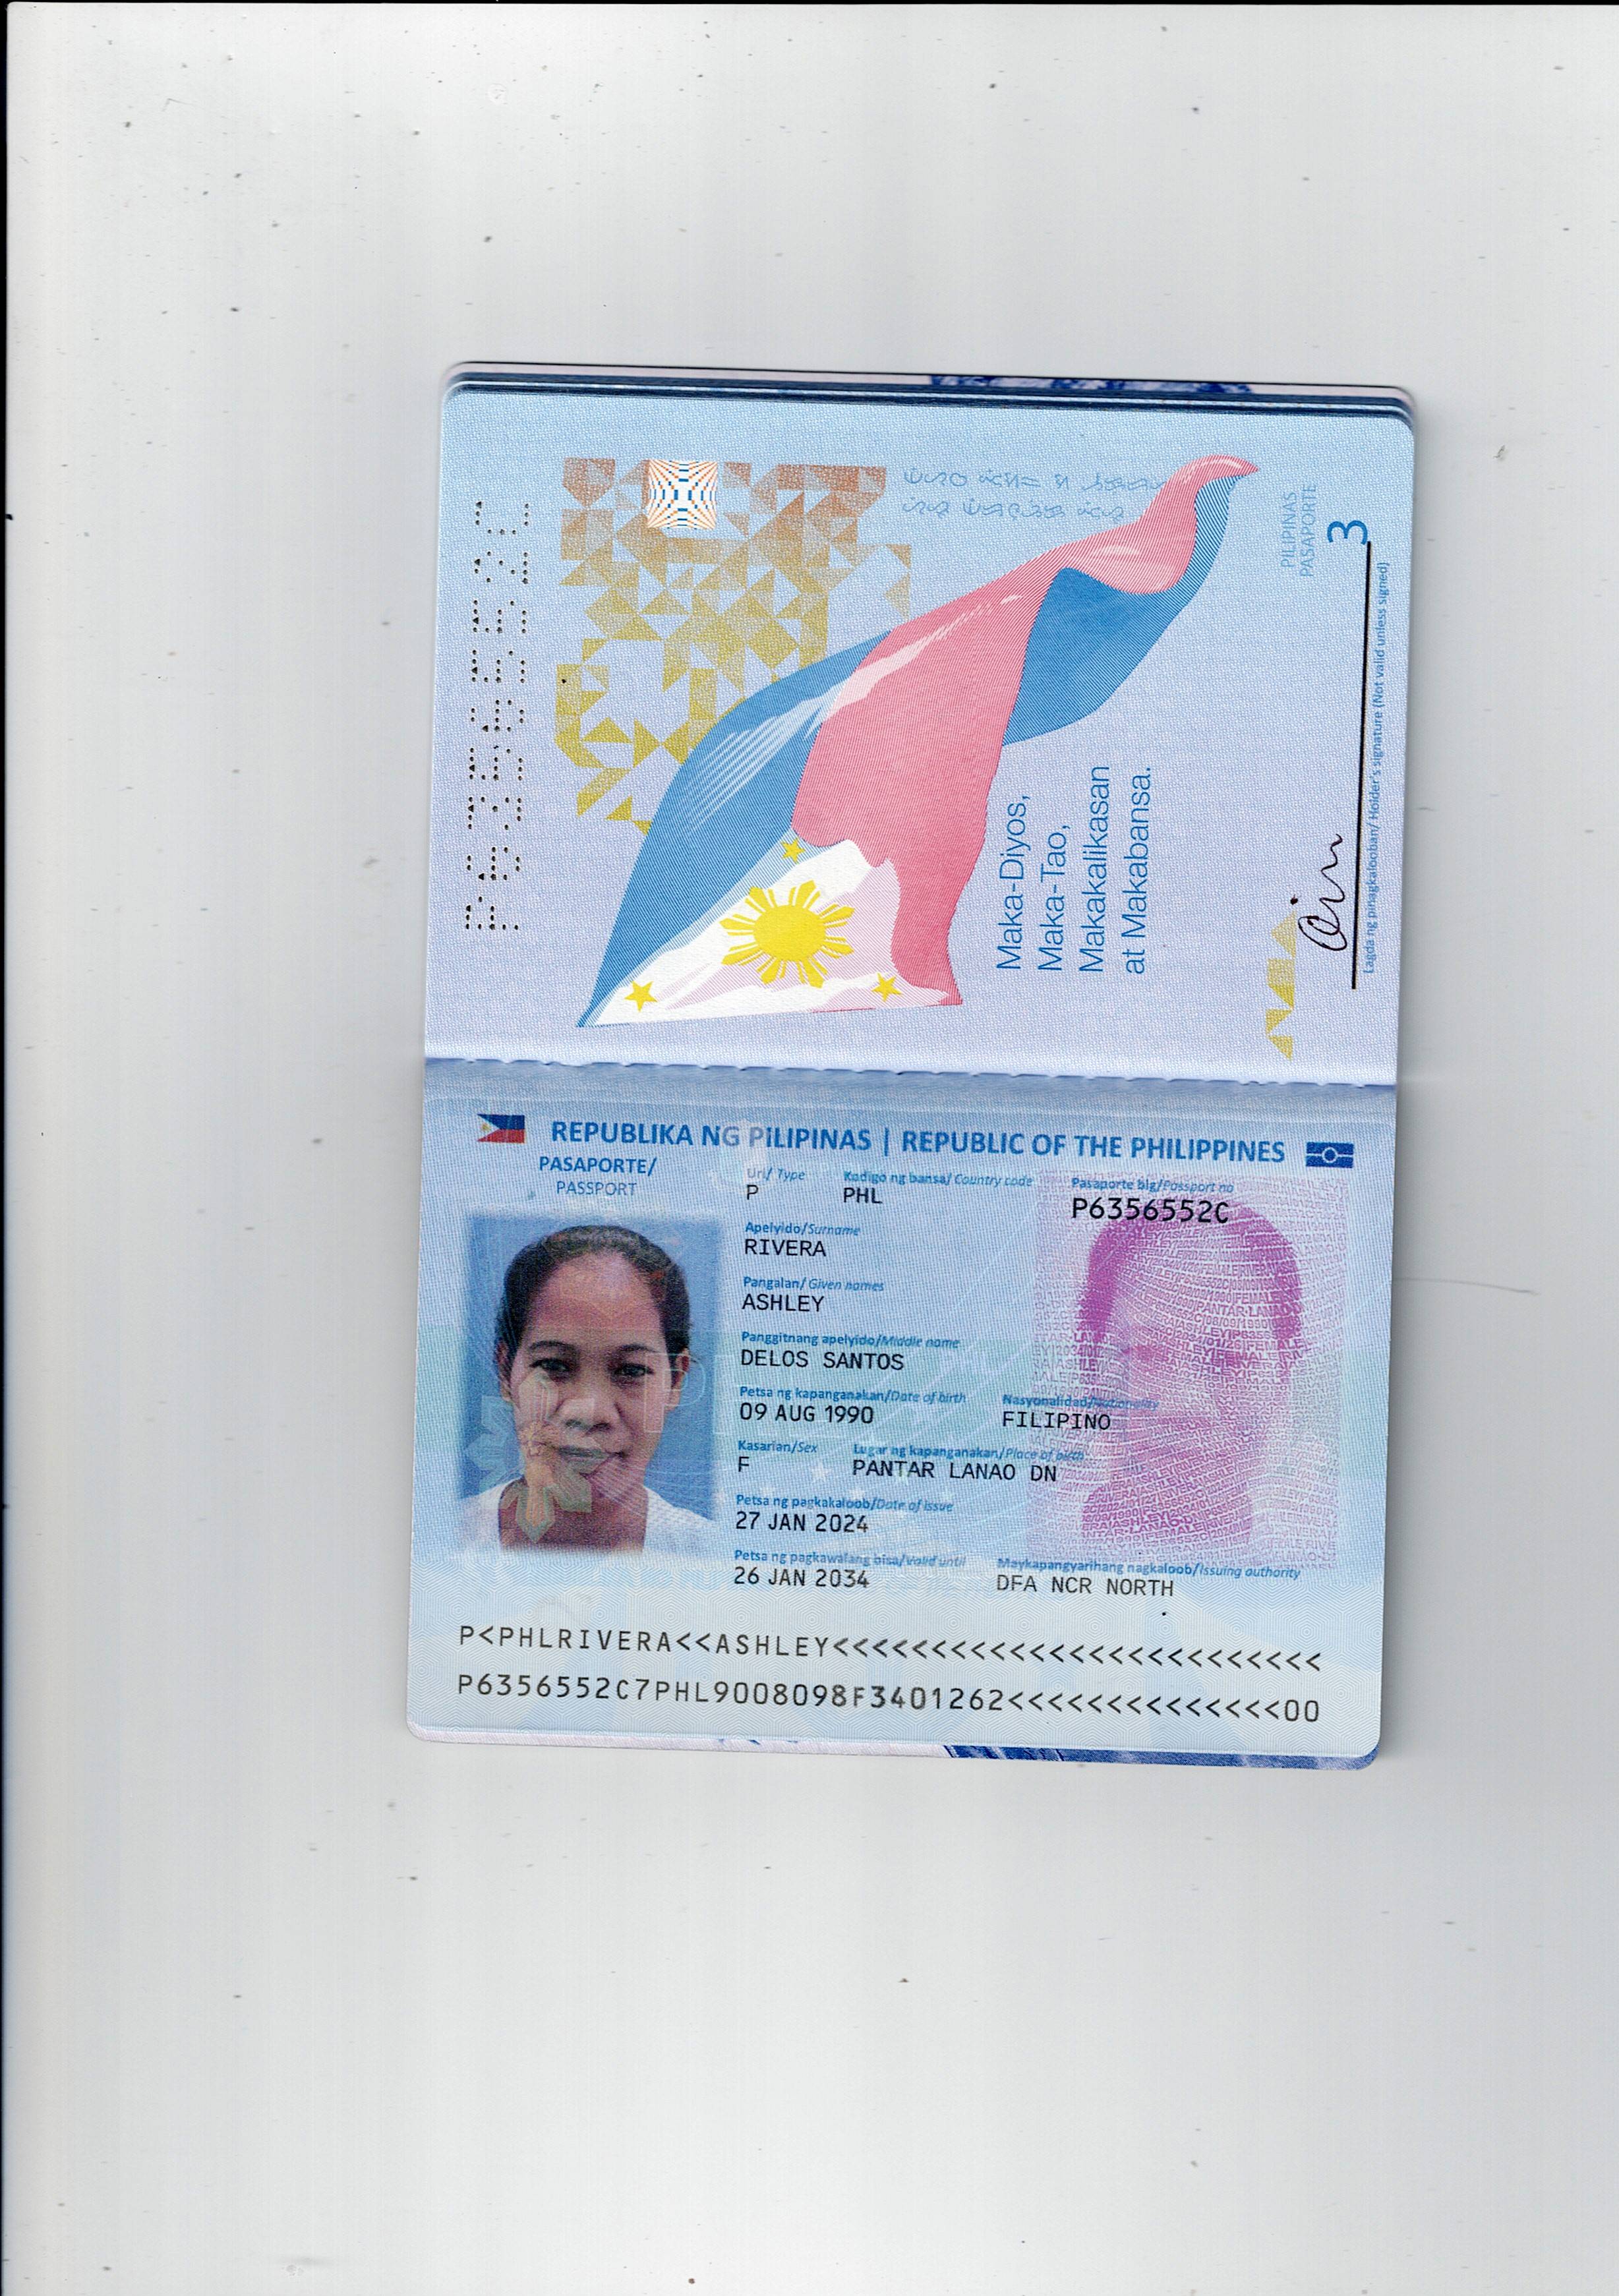 P6356552C
Maka-Diyos,
Maka-Tao,
Makakalikasan
at Makabansa.
PILIPINAS
PASAPORTE
3
Lagda ng pinagkalooban/ Holder's signature (Not valid unless signed)
REPUBLIKA NG PILIPINAS | REPUBLIC OF THE PHILIPPINES
PASAPORTE/
PASSPORT
Uri/ Type
P
Kodigo ng bansa/ Country code
PHL
Pasaporte blg/Passport no
P6356552C
Apelyido/Surname
RIVERA
Pangalan/ Given names
ASHLEY
Panggitnang apelyido/Middle name
DELOS SANTOS
Petsa ng kapanganakan/Date of birth
09 AUG 1990
Nasyonalidad/Nationality
FILIPINO
Kasarian/Sex
F
Lugar ng kapanganakan/Place of birth
PANTAR LANAO DN
Petsa ng pagkakaloob/Date of issue
27 JAN 2024
Petsa ng pagkawalang bisa/Valid until
26 JAN 2034
Maykapangyarihang nagkaloob/Issuing authority
DFA NCR NORTH
P<PHLRIVERA<<ASHLEY<<<<<<<<<<<<<<<<<<<<<<<<<
P6356552C7PHL9008098F3401262<<<<<<<<<<<<<<00